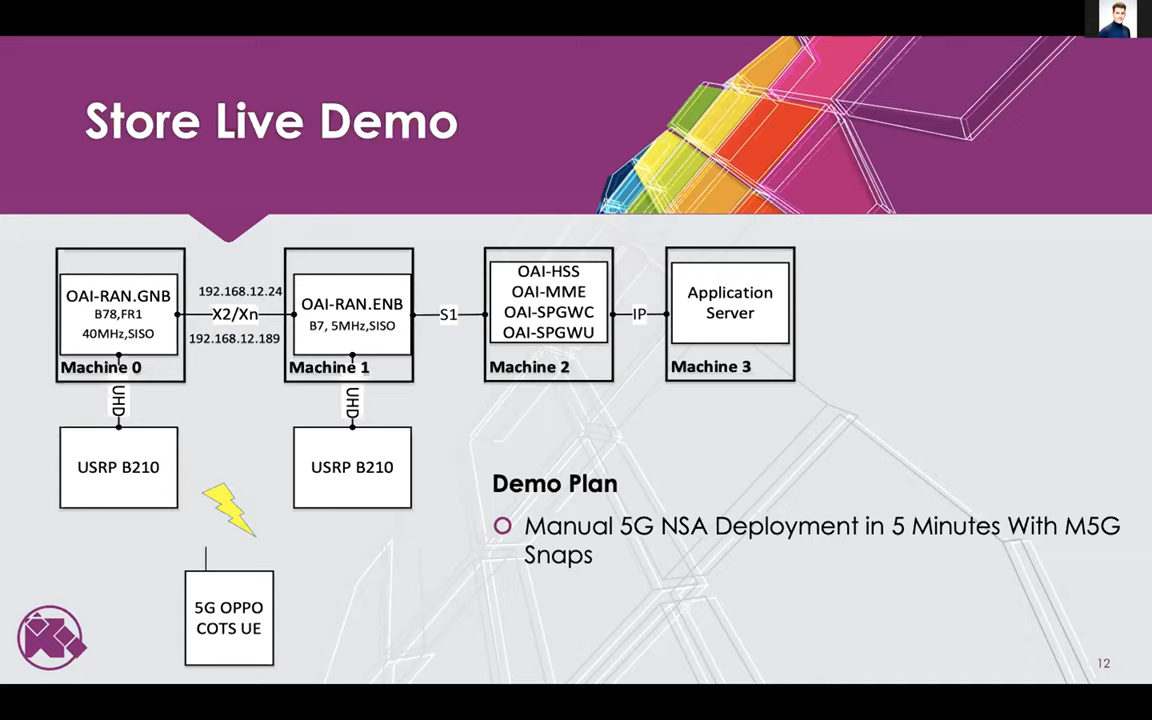 Store Live Demo
OAI-RAN.GNB
B78,FR1
40MHz,SISO
Machine 0
192.168.12.24
X2/Xn
192.168.12.189
OAI-RAN.ENB
B7, 5MHz,SISO
Machine 1
S1
OAI-HSS
OAI-MME
OAI-SPGWC
OAI-SPGWU
Machine 2
IP
Application
Server
Machine 3
UHD
UHD
USRP B210
USRP B210
Demo Plan
Manual 5G NSA Deployment in 5 Minutes With M5G
Snaps
5G OPPO
COTS UE
12